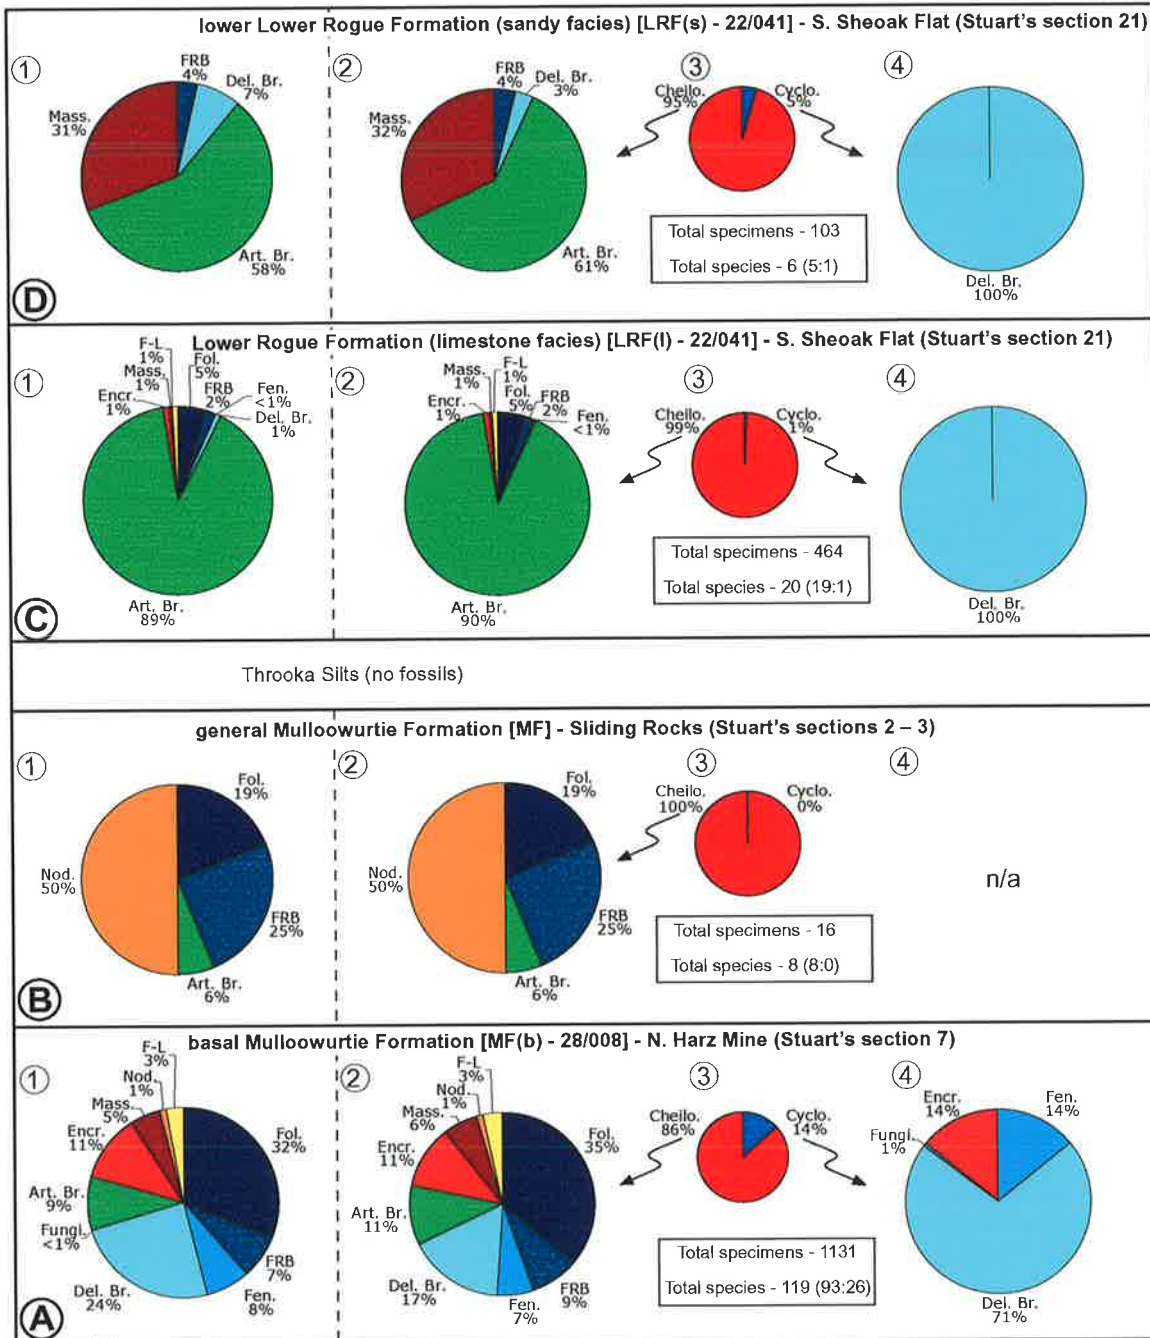 lower Lower Rogue Formation (sandy facies) [LRF(s) - 22/041] - S. Sheoak Flat (Stuart's section 21)
1
FRB
4%
Del. Br.
7%
Mass.
31%
Art. Br.
58%
2
FRB
4%
Del. Br.
3%
Mass.
32%
Art. Br.
61%
3
Cheilo.
95%
Cyclo.
5%
Total specimens - 103
Total species - 6 (5:1)
4
Del. Br.
100%
D
Lower Rogue Formation (limestone facies) [LRF(l) - 22/041] - S. Sheoak Flat (Stuart's section 21)
1
F-L
1%
Mass.
1%
Encr.
1%
Fol.
5%
FRB
2%
Fen.
<1%
Del. Br.
1%
Art. Br.
89%
2
F-L
1%
Mass.
1%
Encr.
1%
Fol.
5%
FRB
2%
Fen.
<1%
Art. Br.
90%
3
Cheilo.
99%
Cyclo.
1%
Total specimens - 464
Total species - 20 (19:1)
4
Del. Br.
100%
C
Throoka Silts (no fossils)
general Mulloowurtie Formation [MF] - Sliding Rocks (Stuart's sections 2 – 3)
1
Fol.
19%
Nod.
50%
FRB
25%
Art. Br.
6%
2
Fol.
19%
Nod.
50%
FRB
25%
Art. Br.
6%
3
Cheilo.
100%
Cyclo.
0%
Total specimens - 16
Total species - 8 (8:0)
4
n/a
B
basal Mulloowurtie Formation [MF(b) - 28/008] - N. Harz Mine (Stuart's section 7)
1
F-L
3%
Nod.
1%
Mass.
5%
Encr.
11%
Art. Br.
9%
Fungi.
<1%
Del. Br.
24%
Fen.
8%
FRB
7%
Fol.
32%
2
F-L
3%
Nod.
1%
Mass.
6%
Encr.
11%
Art. Br.
11%
Del. Br.
17%
Fen.
7%
FRB
9%
Fol.
35%
3
Cheilo.
86%
Cyclo.
14%
Total specimens - 1131
Total species - 119 (93:26)
4
Encr.
14%
Fen.
14%
Fungi.
1%
Del. Br.
71%
A